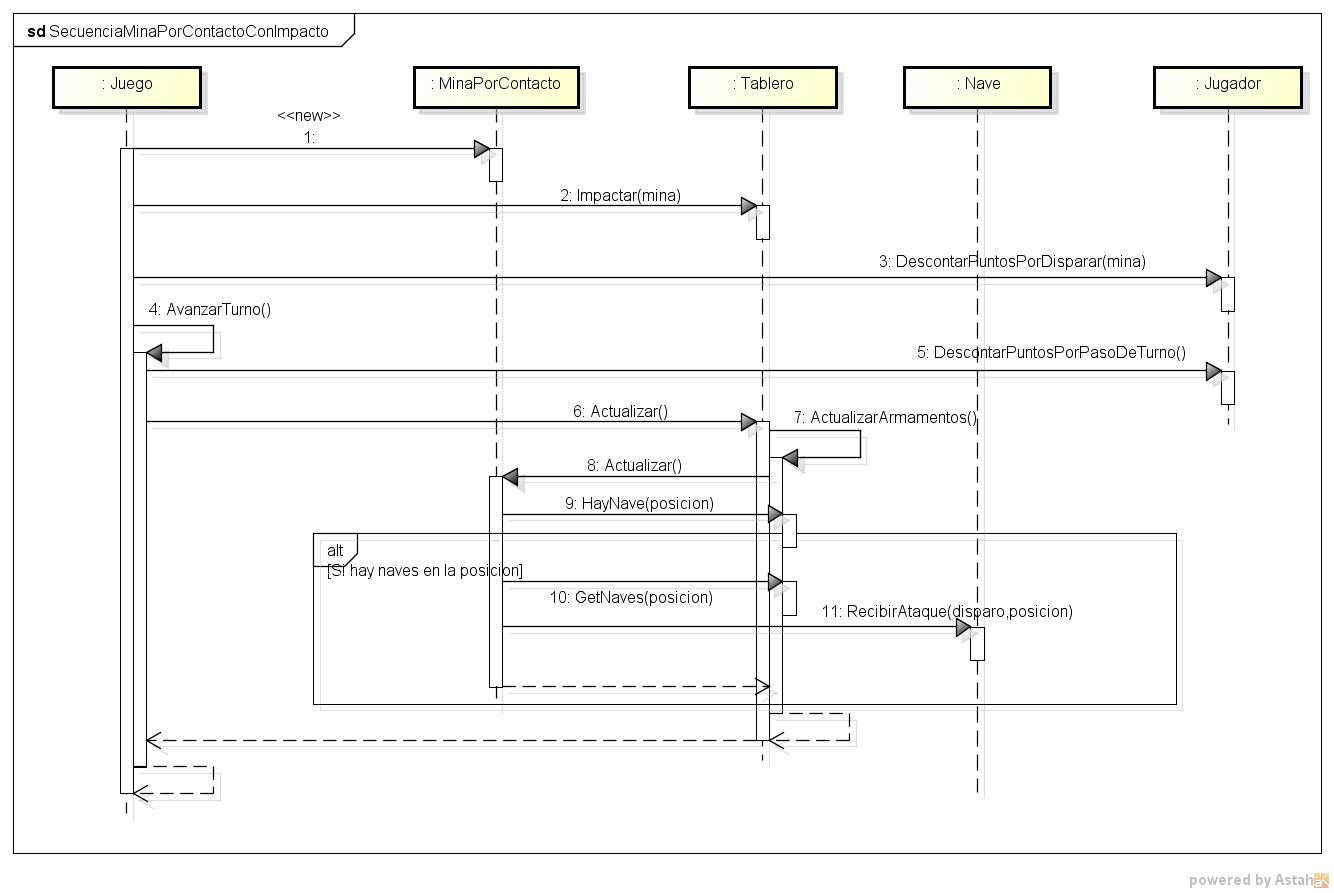 sd SecuenciaMinaPorContactoConImpacto
: Juego
: MinaPorContacto
: Tablero
: Nave
: Jugador
<<new>>
1:
2: Impactar(mina)
3: DescontarPuntosPorDisparar(mina)
4: AvanzarTurno()
5: DescontarPuntosPorPasoDeTurno()
6: Actualizar()
7: ActualizarArmamentos()
8: Actualizar()
9: HayNave(posicion)
alt
[Si hay naves en la posicion]
10: GetNaves(posicion)
11: RecibirAtaque(disparo,posicion)
powered by Astah